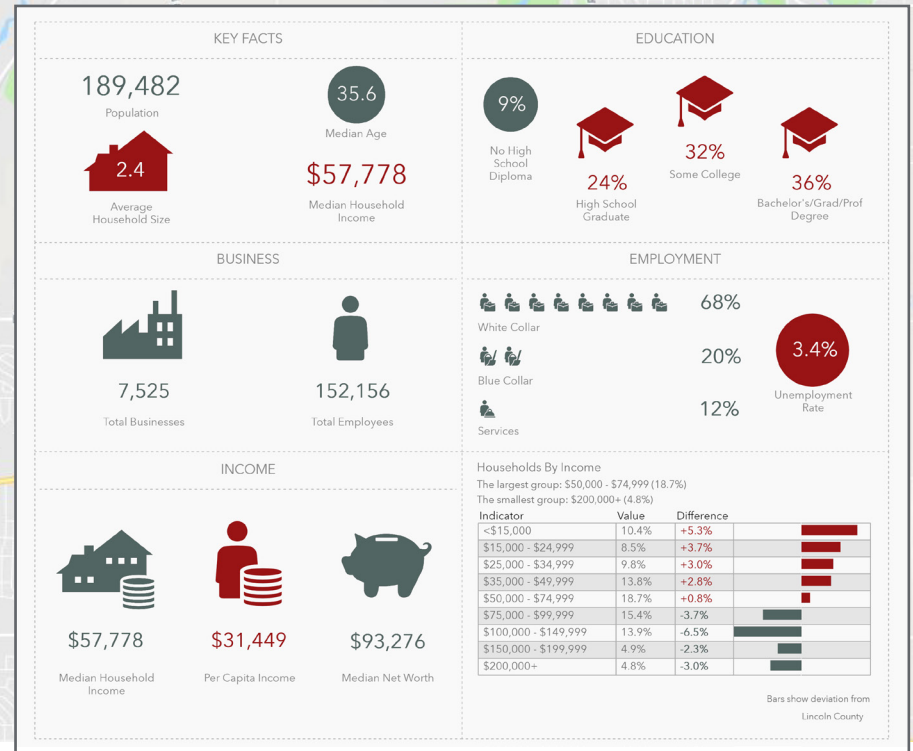 KEY FACTS
189,482
Population
35.6
Median Age
2.4
Average
Household Size
$57,778
Median Household
Income
EDUCATION
9%
No High
School
Diploma
24%
High School
Graduate
32%
Some College
36%
Bachelor's/Grad/Prof
Degree
BUSINESS
7,525
Total Businesses
152,156
Total Employees
EMPLOYMENT
68%
White Collar
20%
Blue Collar
12%
Services
3.4%
Unemployment
Rate
INCOME
$57,778
Median Household
Income
$31,449
Per Capita Income
$93,276
Median Net Worth
Households By Income
The largest group: $50,000 - $74,999 (18.7%)
The smallest group: $200,000+ (4.8%)
Indicator Value Difference
<$15,000 10.4% +5.3%
$15,000 - $24,999 8.5% +3.7%
$25,000 - $34,999 9.8% +3.0%
$35,000 - $49,999 13.8% +2.8%
$50,000 - $74,999 18.7% +0.8%
$75,000 - $99,999 15.4% -3.7%
$100,000 - $149,999 13.9% -6.5%
$150,000 - $199,999 4.9% -2.3%
$200,000+ 4.8% -3.0%
Bars show deviation from
Lincoln County